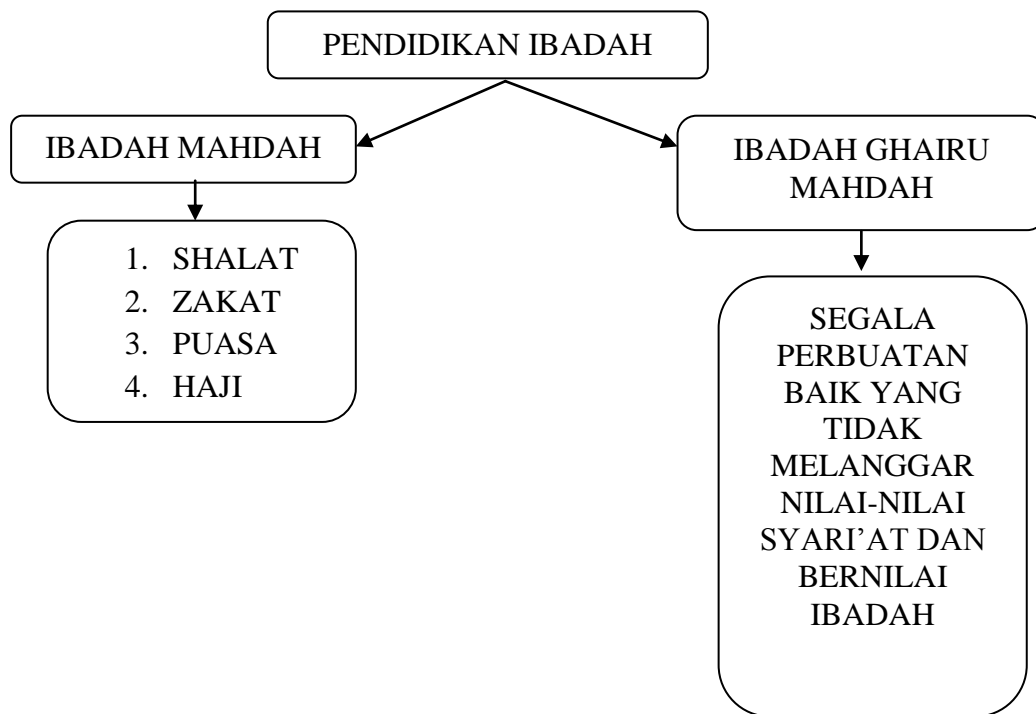 PENDIDIKAN IBADAH
IBADAH MAHDAH
1. SHALAT
2. ZAKAT
3. PUASA
4. HAJI
IBADAH GHAIRU
MAHDAH
SEGALA
PERBUATAN
BAIK YANG
TIDAK
MELANGGAR
NILAI-NILAI
SYARI’AT DAN
BERNILAI
IBADAH